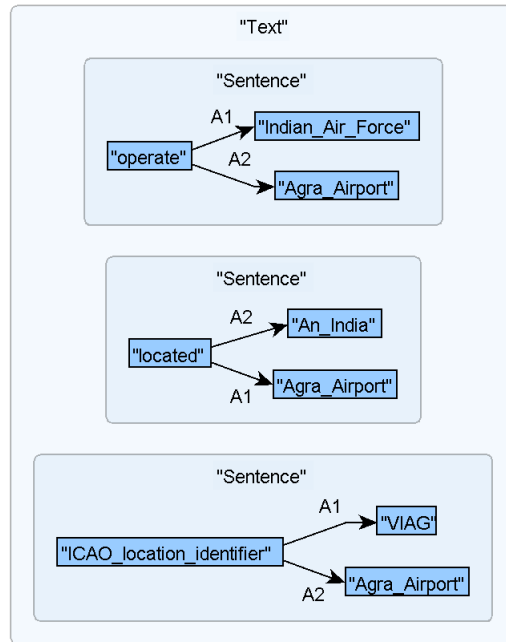 "Text"
"Sentence"
A1
"Indian_Air_Force"
"operate"
A2
"Agra_Airport"
"Sentence"
A2
"An_India"
"located"
A1
"Agra_Airport"
"Sentence"
A1
"VIAG"
"ICAO_location_identifier"
A2
"Agra_Airport"